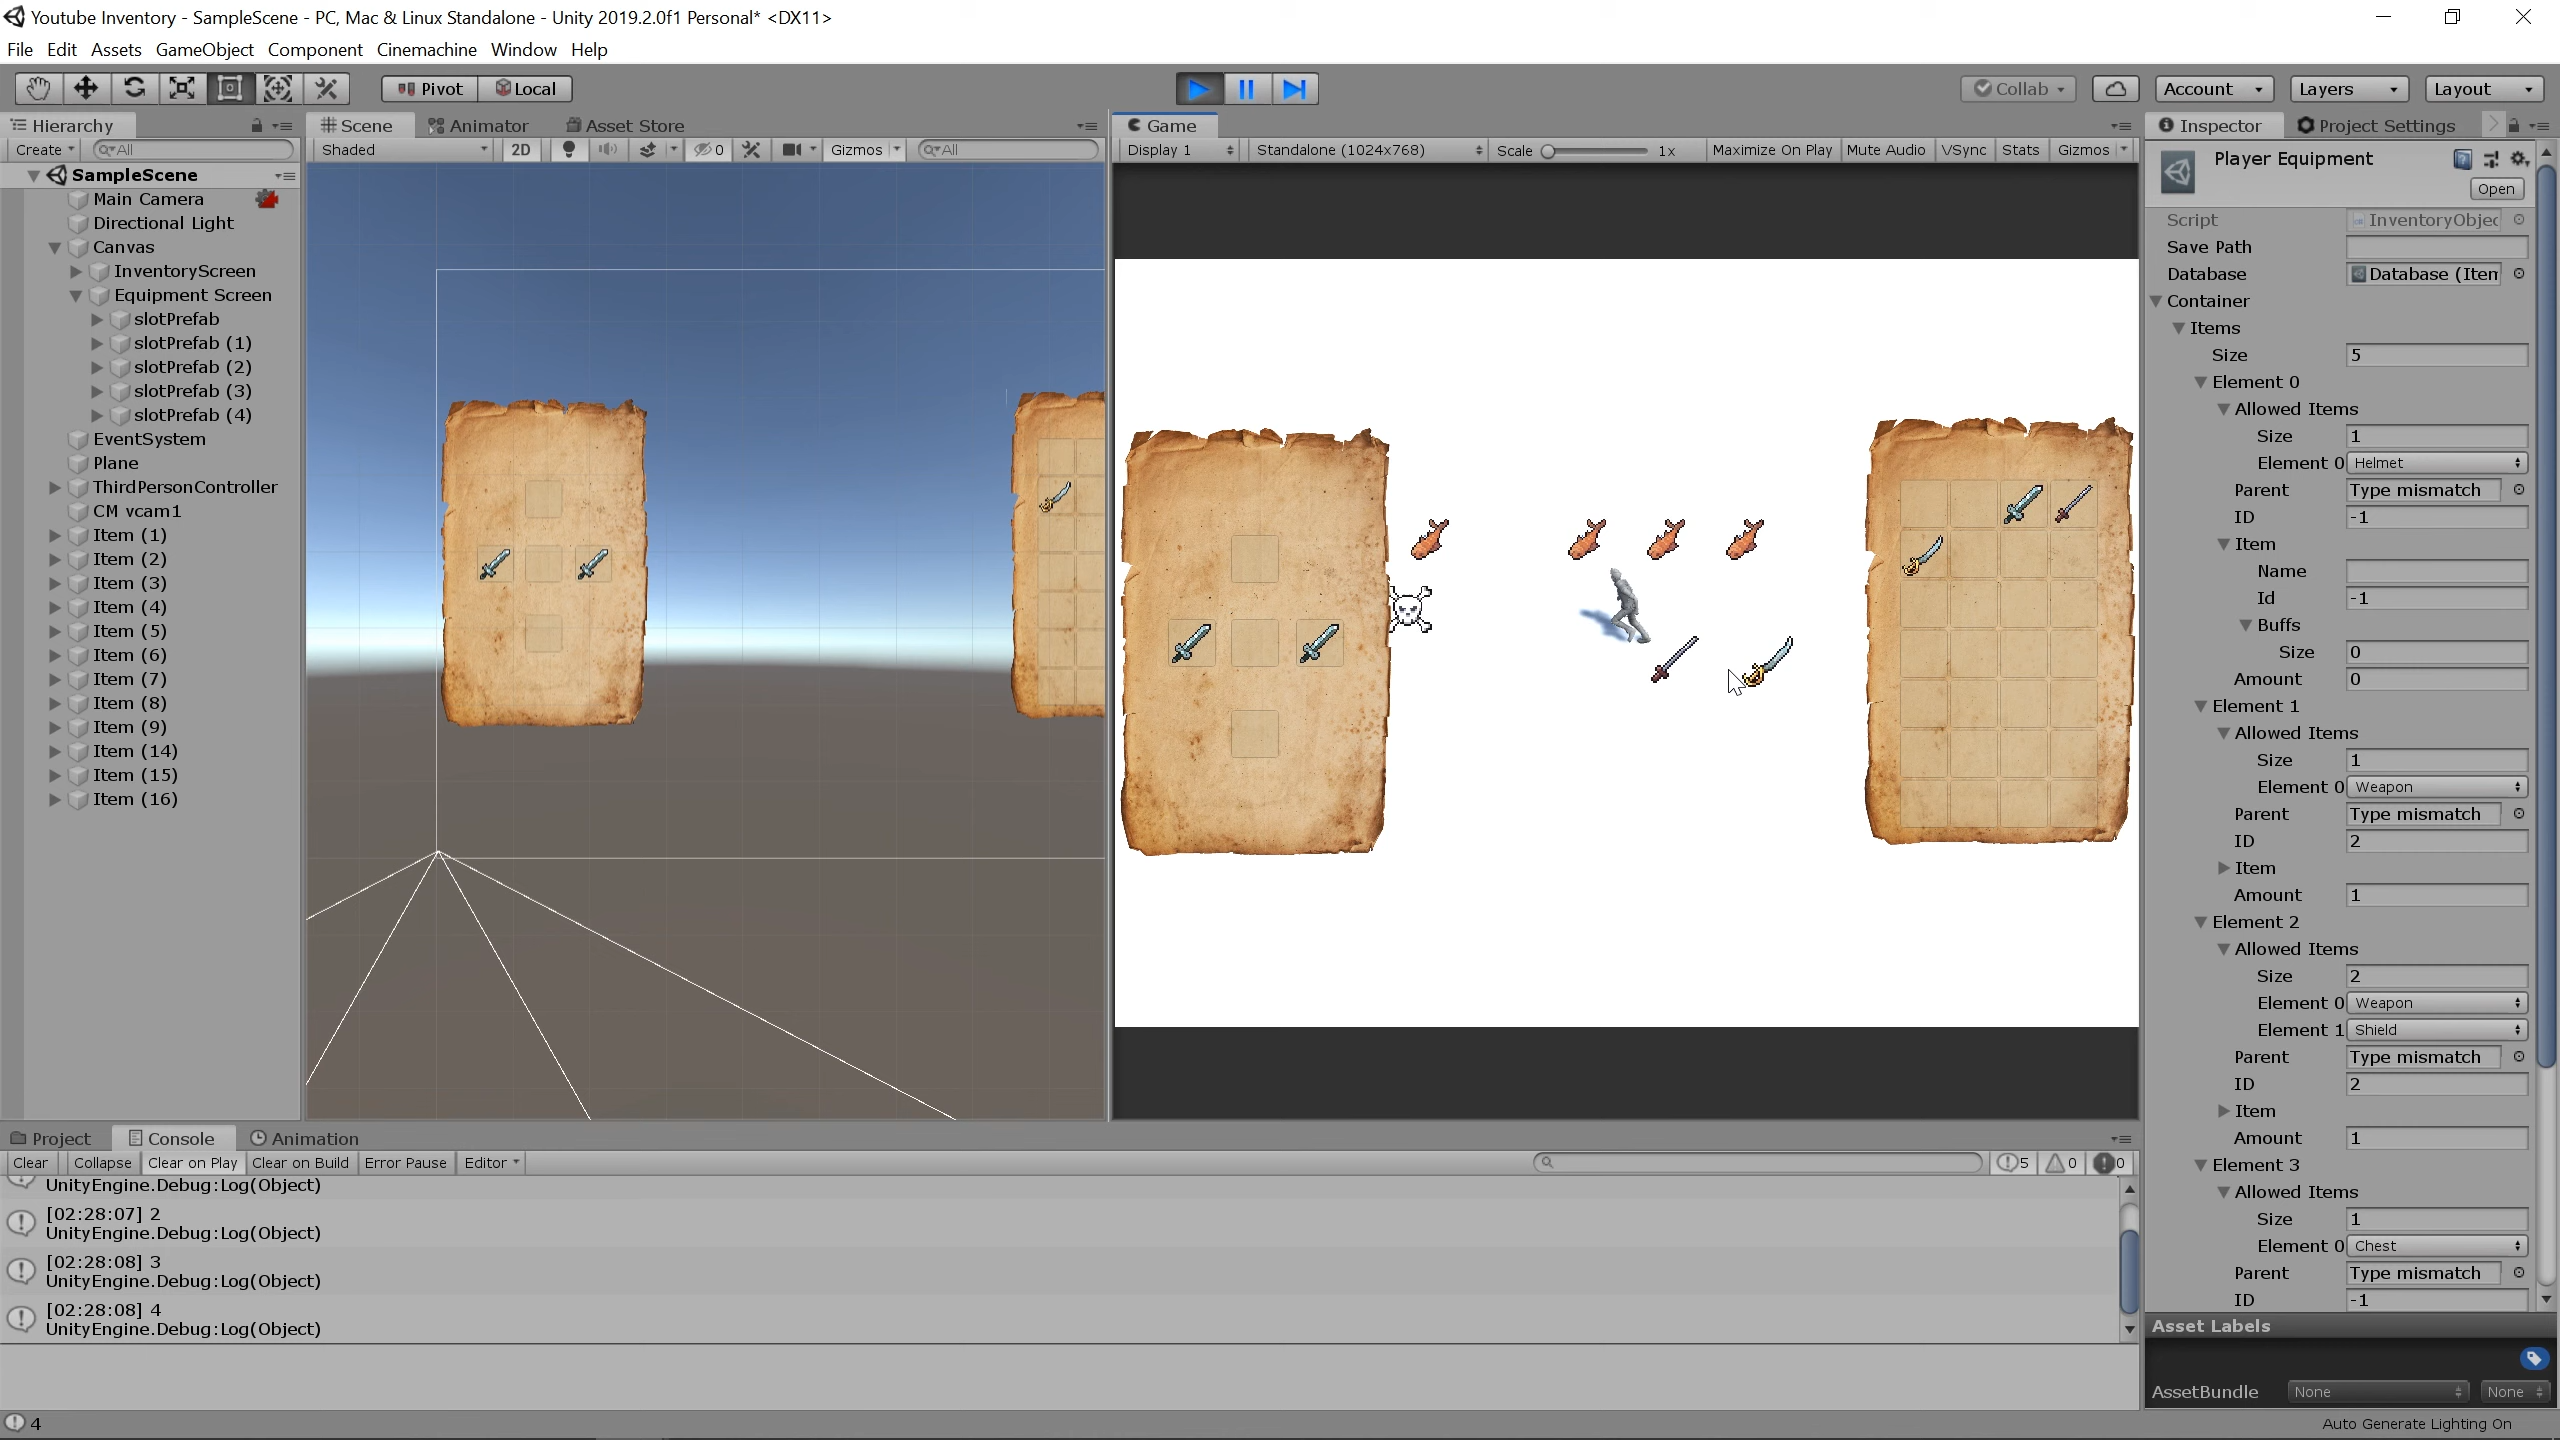 Youtube Inventory - SampleScene - PC, Mac & Linux Standalone - Unity 2019.2.0f1 Personal* <DX11>
File Edit Assets GameObject Component Cinemachine Window Help
Pivot Local Collab Account Layers Layout
Hierarchy
Create All
SampleScene
Main Camera
Directional Light
Canvas
InventoryScreen
Equipment Screen
slotPrefab
slotPrefab (1)
slotPrefab (2)
slotPrefab (3)
slotPrefab (4)
EventSystem
Plane
ThirdPersonController
CM vcam1
Item (1)
Item (2)
Item (3)
Item (4)
Item (5)
Item (6)
Item (7)
Item (8)
Item (9)
Item (14)
Item (15)
Item (16)
Scene Animator Asset Store
Shaded 2D 0 Gizmos All
Game
Display 1 Standalone (1024x768) Scale 1x Maximize On Play Mute Audio VSync Stats Gizmos
Inspector Project Settings
Player Equipment
Open
Script InventoryObjec
Save Path
Database Database (Item
Container
Items
Size 5
Element 0
Allowed Items
Size 1
Element 0 Helmet
Parent Type mismatch
ID -1
Item
Name
Id -1
Buffs
Size 0
Amount 0
Element 1
Allowed Items
Size 1
Element 0 Weapon
Parent Type mismatch
ID 2
Item
Amount 1
Element 2
Allowed Items
Size 2
Element 0 Weapon
Element 1 Shield
Parent Type mismatch
ID 2
Item
Amount 1
Element 3
Allowed Items
Size 1
Element 0 Chest
Parent Type mismatch
ID -1
Asset Labels
AssetBundle None None
Project Console Animation
Clear Collapse Clear on Play Clear on Build Error Pause Editor 5 0 0
UnityEngine.Debug:Log(Object)
[02:28:07] 2
UnityEngine.Debug:Log(Object)
[02:28:08] 3
UnityEngine.Debug:Log(Object)
[02:28:08] 4
UnityEngine.Debug:Log(Object)
4
Auto Generate Lighting On